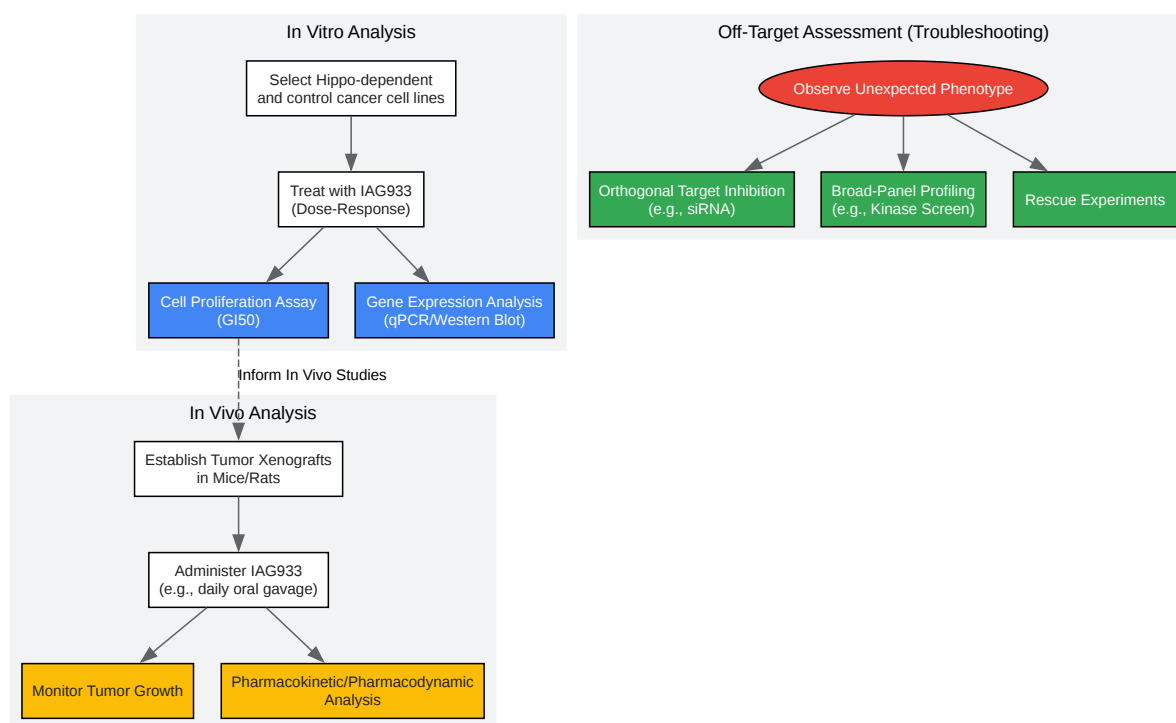 In Vitro Analysis
Select Hippo-dependent
and control cancer cell lines
Treat with IAG933
(Dose-Response)
Cell Proliferation Assay
(GI50)
Gene Expression Analysis
(qPCR/Western Blot)
Inform In Vivo Studies
In Vivo Analysis
Establish Tumor Xenografts
in Mice/Rats
Administer IAG933
(e.g., daily oral gavage)
Monitor Tumor Growth
Pharmacokinetic/Pharmacodynamic
Analysis
Off-Target Assessment (Troubleshooting)
Observe Unexpected Phenotype
Orthogonal Target Inhibition
(e.g., siRNA)
Broad-Panel Profiling
(e.g., Kinase Screen)
Rescue Experiments